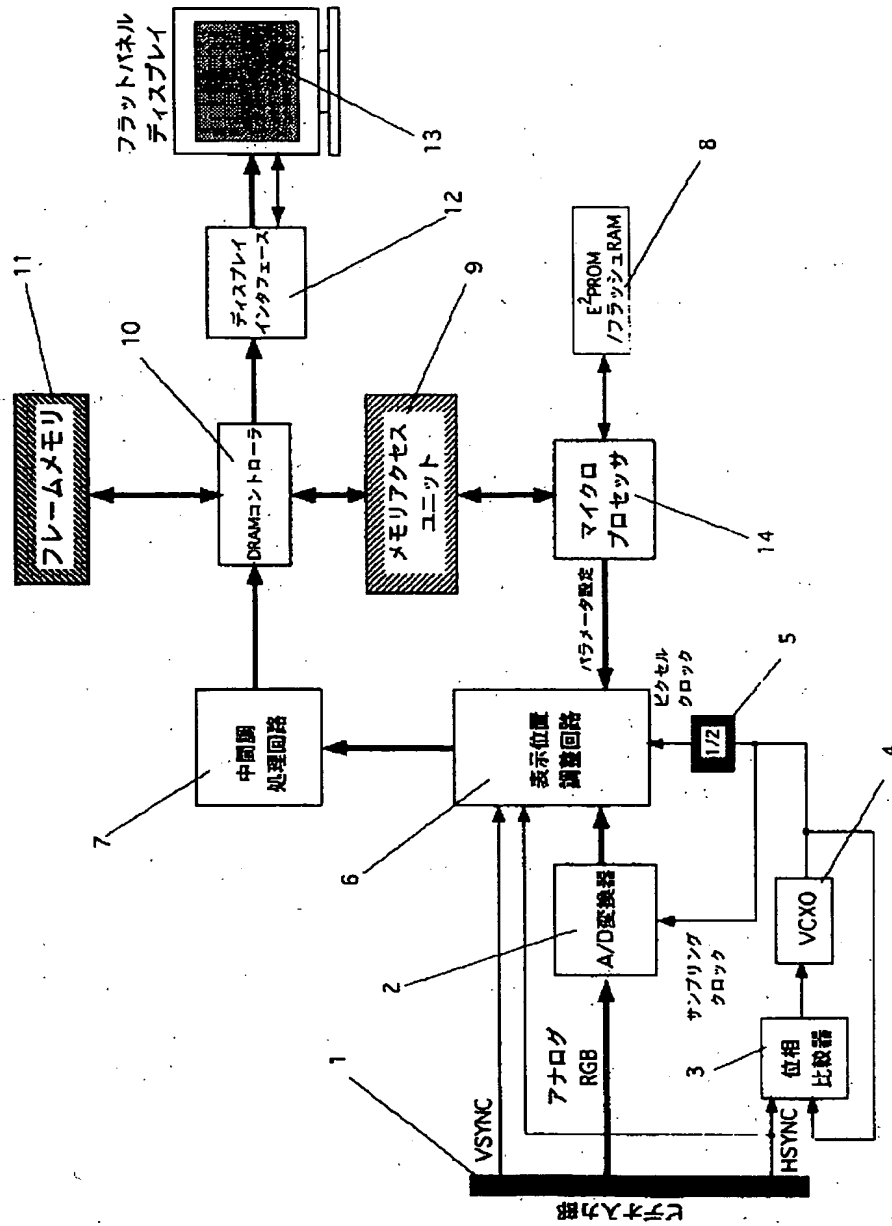 11
フレームメモリ
フラットパネル
ディスプレイ
13
10
DRAMコントローラ
ディスプレイ
インタフェース
12
9
メモリアクセス
ユニット
7
中間調
処理回路
8
E²PROM
/フラッシュRAM
マイクロ
プロセッサ
14
パラメータ設定
6
表示位置
調整回路
ピクセル
クロック
5
1/2
1
VSYNC
アナログ
RGB
2
A/D変換器
サンプリング
クロック
4
VCXO
3
位相
比較器
HSYNC
ビデオ入力部